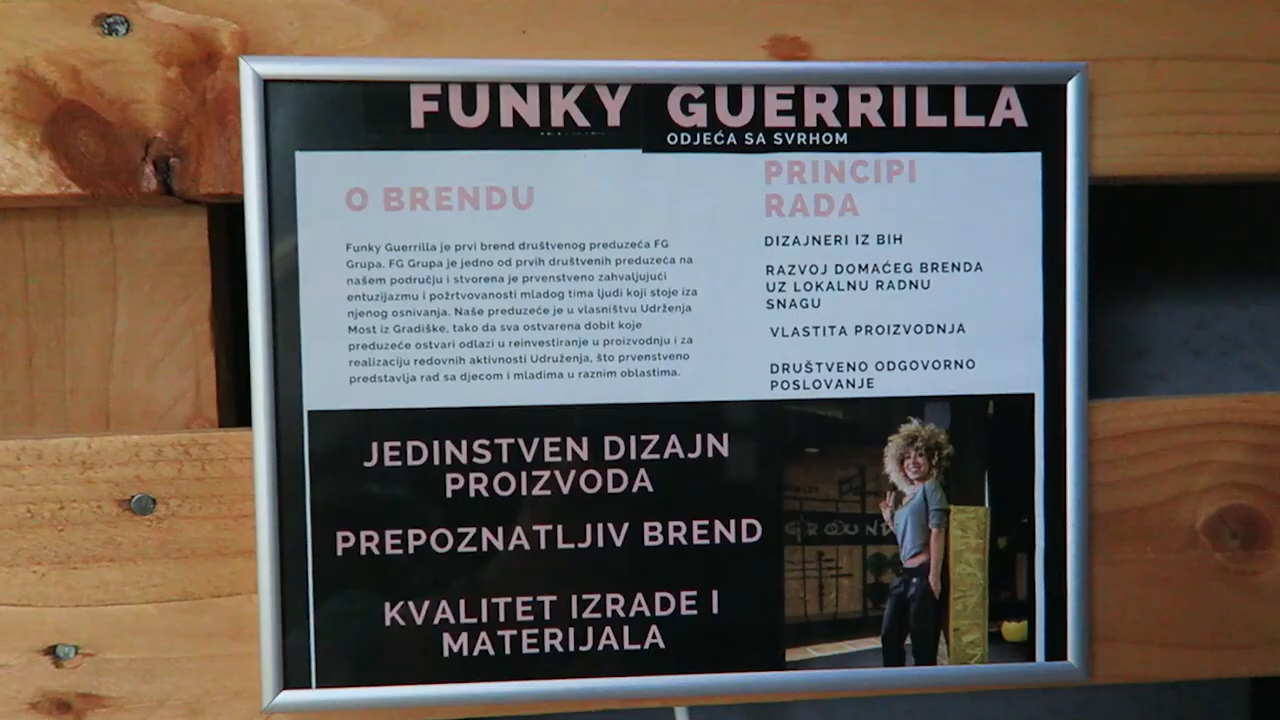 FUNKY GUERRILLA
ODJEĆA SA SVRHOM
O BRENDU
Funky Guerrilla je prvi brend društvenog preduzeća FG
Grupa. FG Grupa je jedno od prvih društvenih preduzeća na
našem području i stvorena je prvenstveno zahvaljujući
entuzijazmu i požrtvovanosti mladog tima ljudi koji stoje iza
njenog osnivanja. Naše preduzeće je u vlasništvu Udrženja
Most iz Gradiške, tako da sva ostvarena dobit koje
preduzeće ostvari odlazi u reinvestiranje u proizvodnju i za
realizaciju redovnih aktivnosti Udruženja, što prvenstveno
predstavlja rad sa djecom i mladima u raznim oblastima.
PRINCIPI
RADA
DIZAJNERI IZ BIH
RAZVOJ DOMAĆEG BRENDA
UZ LOKALNU RADNU
SNAGU
VLASTITA PROIZVODNJA
DRUŠTVENO ODGOVORNO
POSLOVANJE
JEDINSTVEN DIZAJN
PROIZVODA
PREPOZNATLJIV BREND
KVALITET IZRADE I
MATERIJALA
GROUND